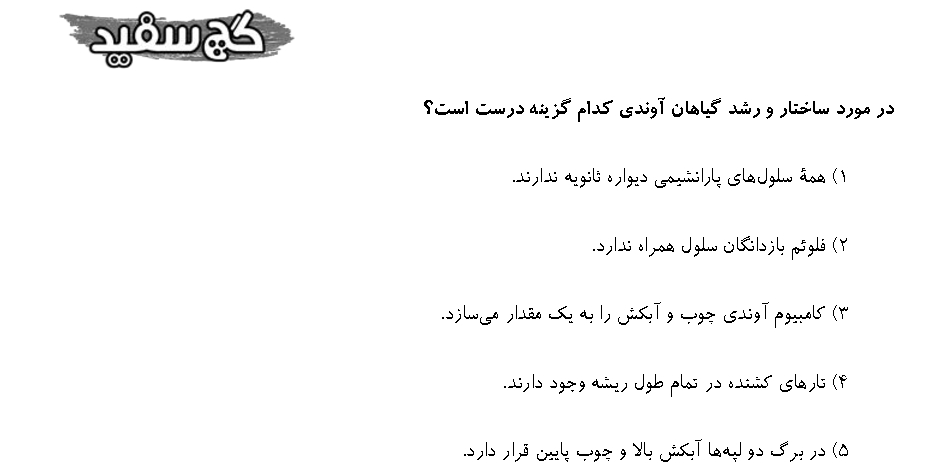 گچ سفید
در مورد ساختار و رشد گیاهان آوندی کدام گزینه درست است؟
۱) همهٔ سلول‌های پارانشیمی دیواره ثانویه ندارند.
۲) فلوئم بازدانگان سلول همراه ندارد.
۳) کامبیوم آوندی چوب و آبکش را به یک مقدار می‌سازد.
۴) تارهای کشنده در تمام طول ریشه وجود دارند.
۵) در برگ دو لپه‌ها آبکش بالا و چوب پایین قرار دارد.